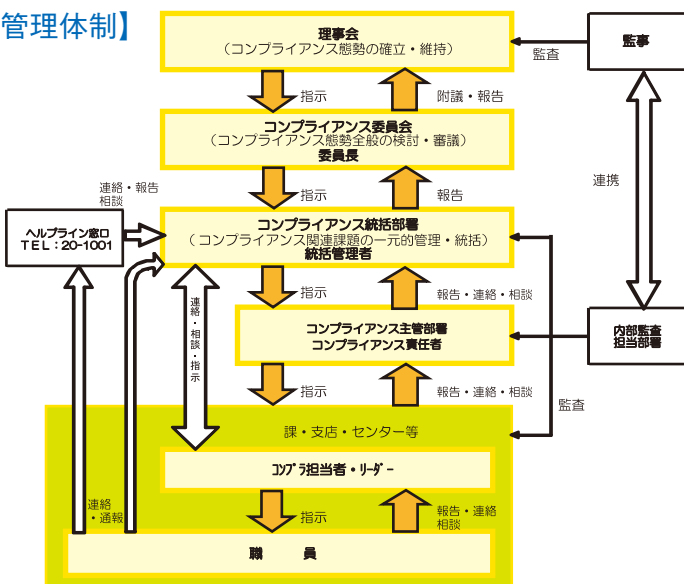 管理体制】
理事会
（コンプライアンス態勢の確立・維持）
監事
監査
指示
附議・報告
コンプライアンス委員会
（コンプライアンス態勢全般の検討・審議）
委員長
連携
連絡・報告
相談
指示
報告
ヘルプライン窓口
TEL：20-1001
コンプライアンス統括部署
（コンプライアンス関連課題の一元的管理・統括）
統括管理者
連絡・相談・指示
指示
報告・連絡・相談
コンプライアンス主管部署
コンプライアンス責任者
内部監査
担当部署
指示
報告・連絡・相談
監査
課・支店・センター等
コンプラ担当者・リーダー
連絡
・通報
指示
報告・連絡
相談
職　　員